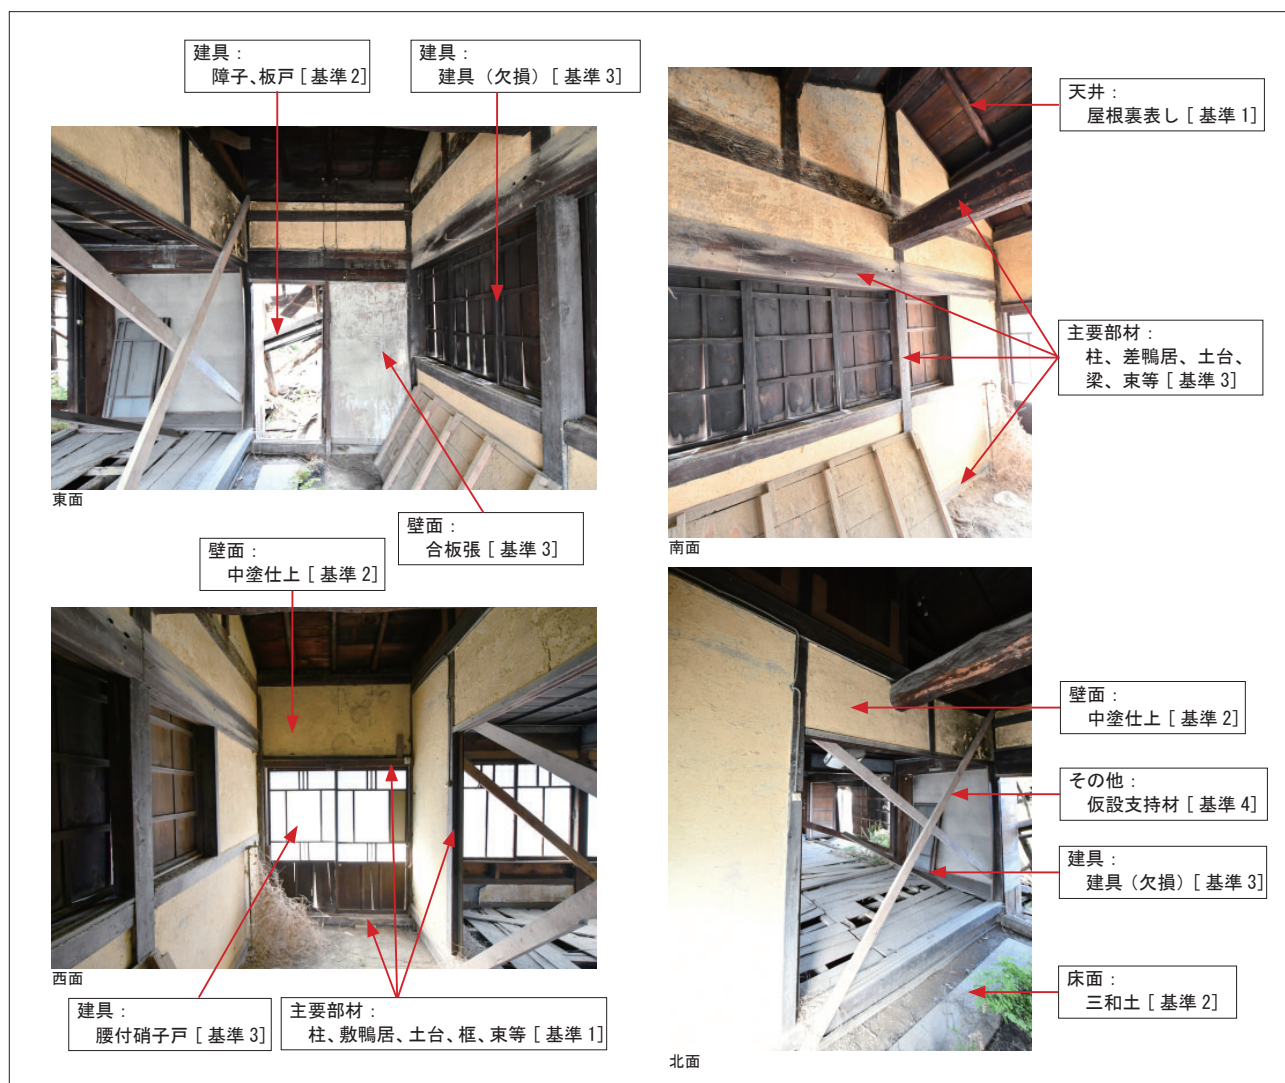 建具：
障子、板戸 [ 基準 2]
建具：
建具（欠損）[ 基準 3]
東面
壁面：
合板張 [ 基準 3]
天井：
屋根裏表し [ 基準 1]
主要部材：
柱、差鴨居、土台、
梁、束等 [ 基準 3]
南面
壁面：
中塗仕上 [ 基準 2]
西面
建具：
腰付硝子戸 [ 基準 3]
主要部材：
柱、敷鴨居、土台、框、束等 [ 基準 1]
壁面：
中塗仕上 [ 基準 2]
その他：
仮設支持材 [ 基準 4]
建具：
建具（欠損）[ 基準 3]
床面：
三和土 [ 基準 2]
北面